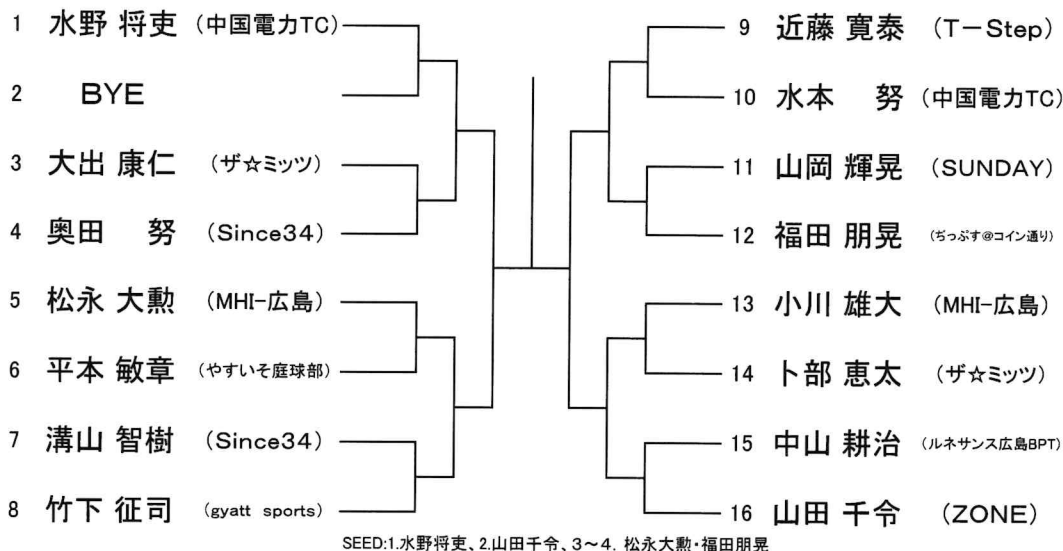 1 水野 将吏 (中国電力TC)
2 BYE
3 大出 康仁 (ザ☆ミッツ)
4 奥田 努 (Since34)
5 松永 大勲 (MHI-広島)
6 平本 敏章 (やすいそ庭球部)
7 溝山 智樹 (Since34)
8 竹下 征司 (gyatt sports)
9 近藤 寛泰 (T-Step)
10 水本 努 (中国電力TC)
11 山岡 輝晃 (SUNDAY)
12 福田 朋晃 (ぢっぷす@コイン通り)
13 小川 雄大 (MHI-広島)
14 卜部 恵太 (ザ☆ミッツ)
15 中山 耕治 (ルネサンス広島BPT)
16 山田 千令 (ZONE)
SEED:1.水野将吏、2.山田千令、3~4. 松永大勲・福田朋晃